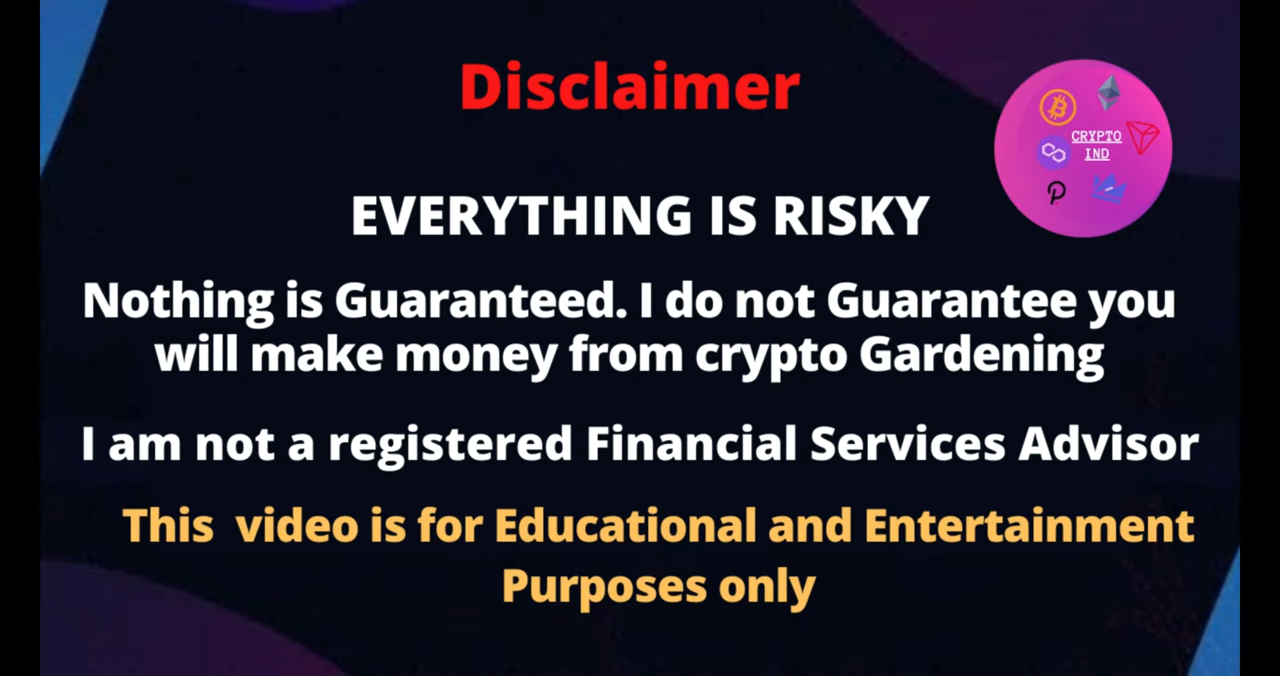 Disclaimer
CRYPTO
IND
EVERYTHING IS RISKY
Nothing is Guaranteed. I do not Guarantee you
will make money from crypto Gardening
I am not a registered Financial Services Advisor
This video is for Educational and Entertainment
Purposes only